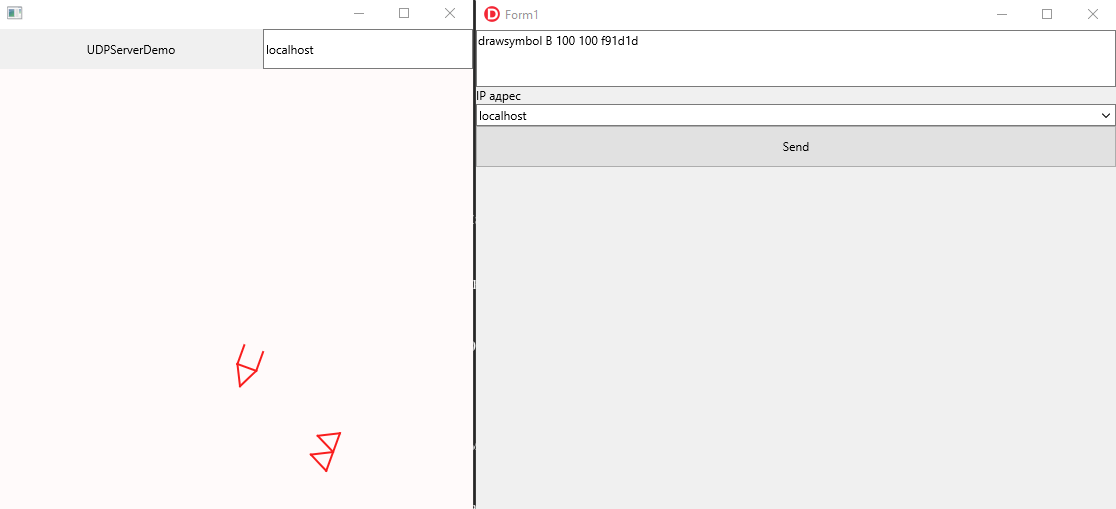 UDPServerDemo
localhost
Form1
drawsymbol B 100 100 f91d1d
IP адрес
localhost
Send
A
B